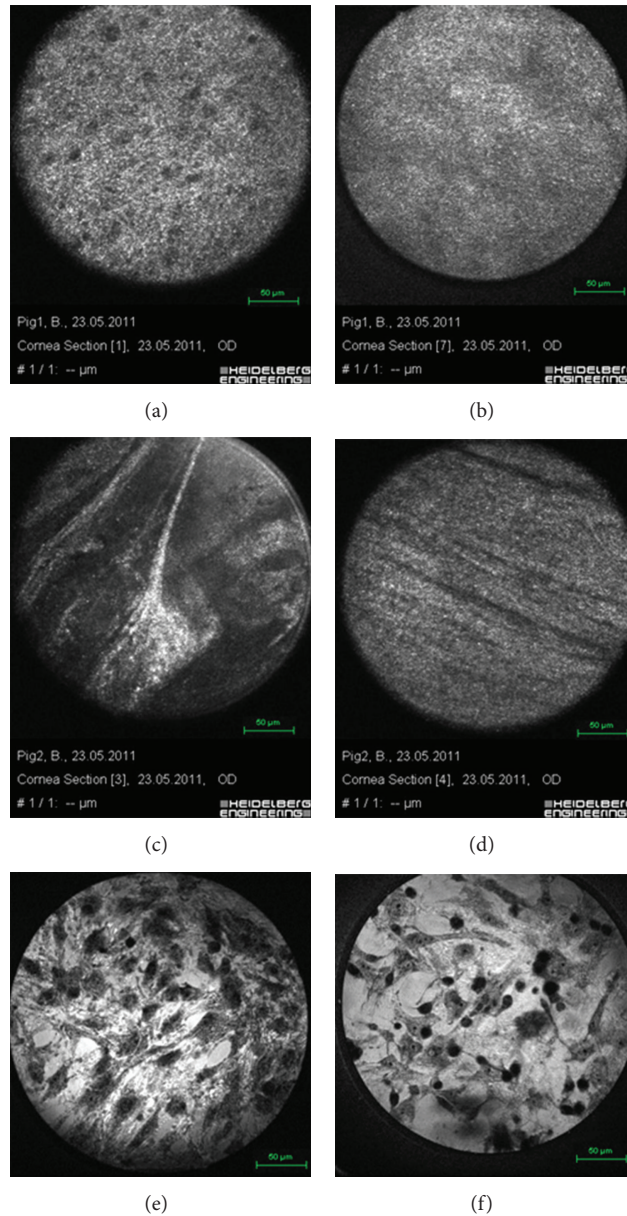 50 μm
50 μm
Pig1, B., 23.05.2011
Cornea Section [1], 23.05.2011, OD
# 1 / 1: -- μm
HEIDELBERG
ENGINEERING
Pig1, B., 23.05.2011
Cornea Section [7], 23.05.2011, OD
# 1 / 1: -- μm
HEIDELBERG
ENGINEERING
(a)
(b)
50 μm
50 μm
Pig2, B., 23.05.2011
Cornea Section [3], 23.05.2011, OD
# 1 / 1: -- μm
HEIDELBERG
ENGINEERING
Pig2, B., 23.05.2011
Cornea Section [4], 23.05.2011, OD
# 1 / 1: -- μm
HEIDELBERG
ENGINEERING
(c)
(d)
50 μm
50 μm
(e)
(f)